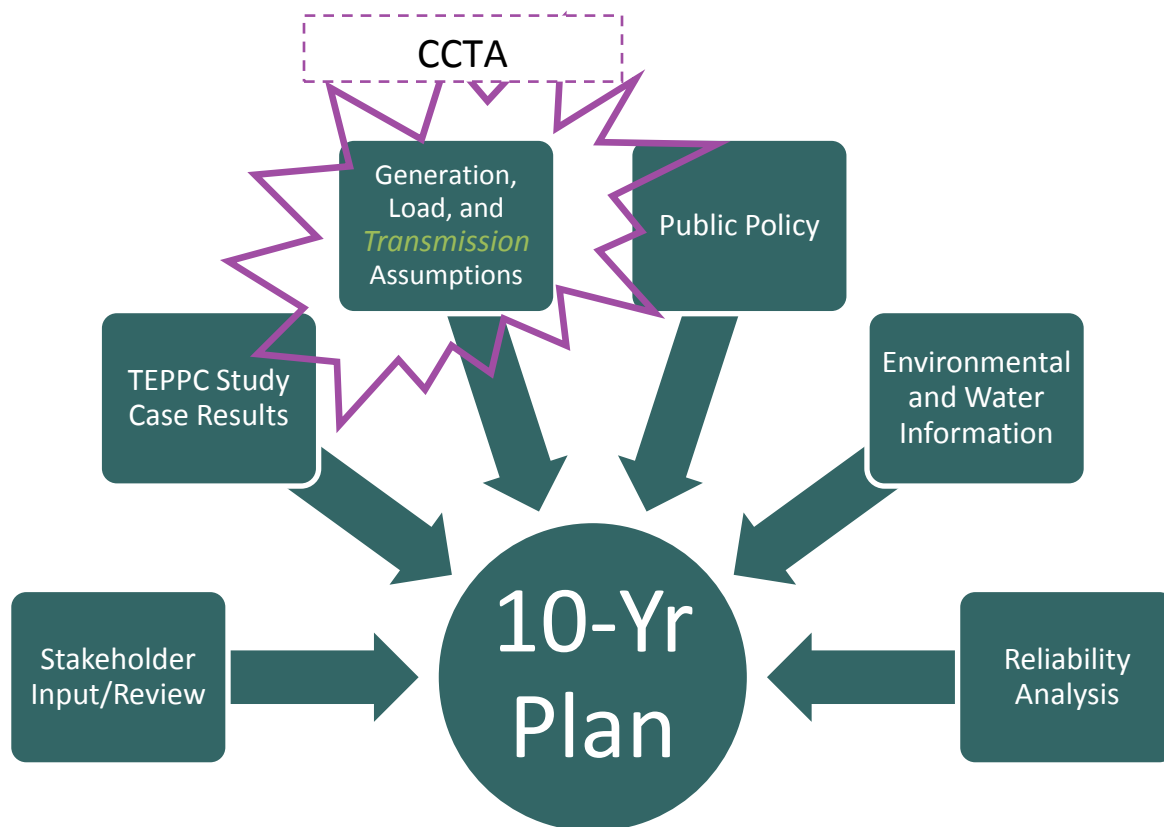 CCTA
Generation,
Load, and
Transmission
Assumptions
Public Policy
TEPPC Study
Case Results
Environmental
and Water
Information
Stakeholder
Input/Review
10-Yr
Plan
Reliability
Analysis